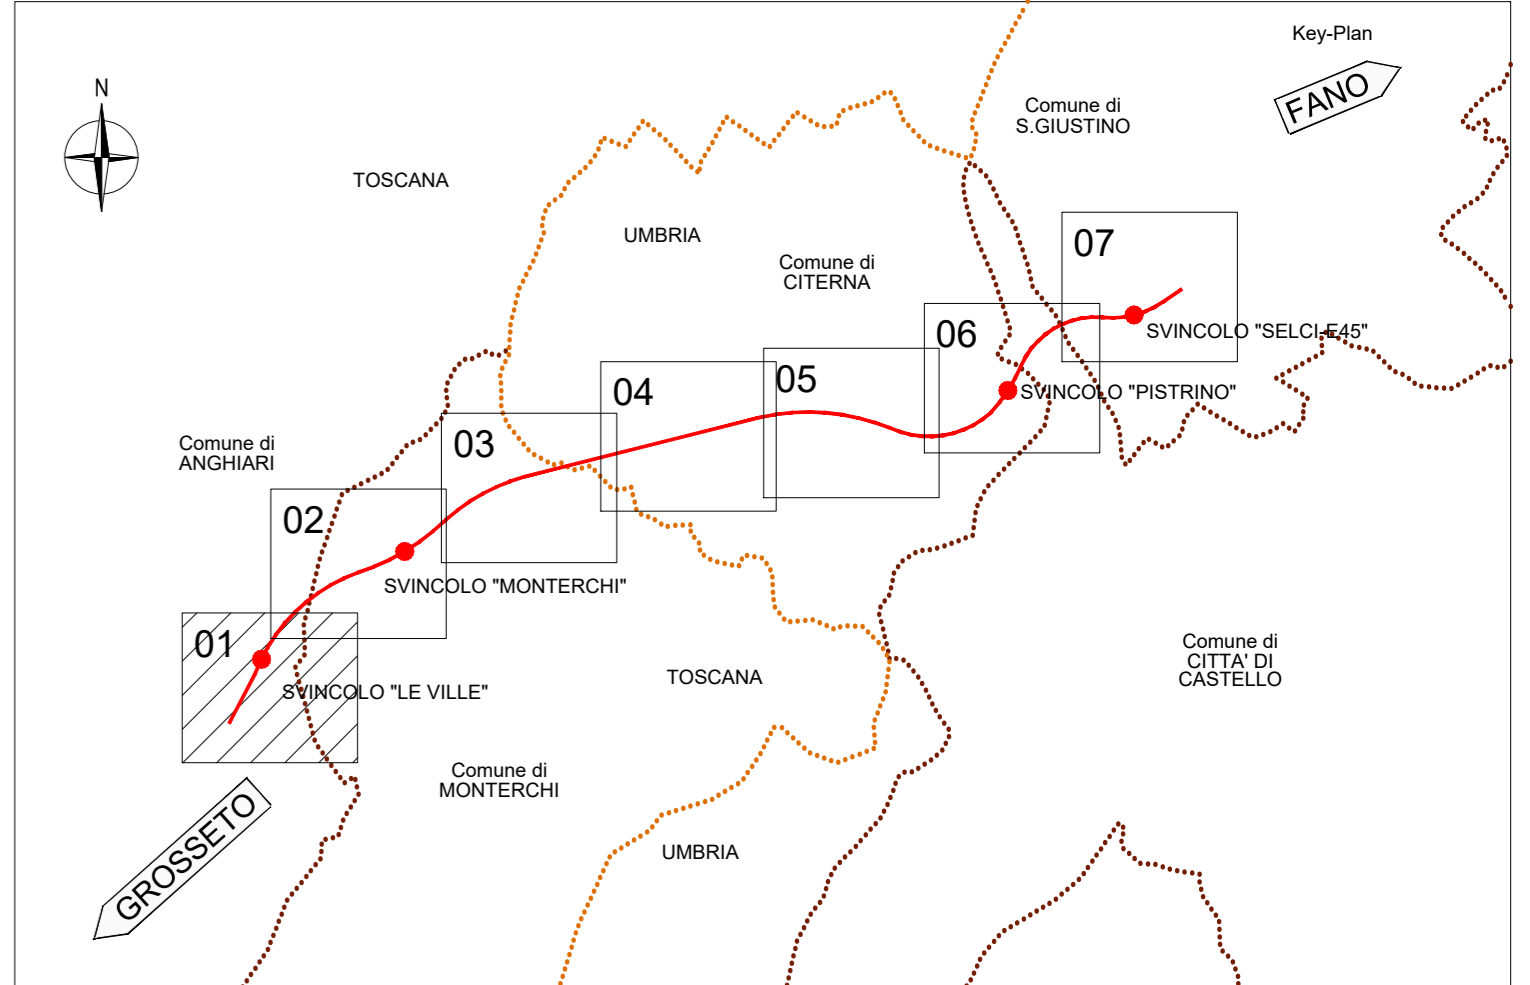 Key-Plan
N
FANO
Comune di
S.GIUSTINO
TOSCANA
UMBRIA
07
Comune di
CITERNA
06
SVINCOLO "SELCI-E45"
05
04
SVINCOLO "PISTRINO"
03
Comune di
ANGHIARI
02
SVINCOLO "MONTERCHI"
01
Comune di
CITTA' DI
CASTELLO
TOSCANA
SVINCOLO "LE VILLE"
Comune di
MONTERCHI
GROSSETO
UMBRIA